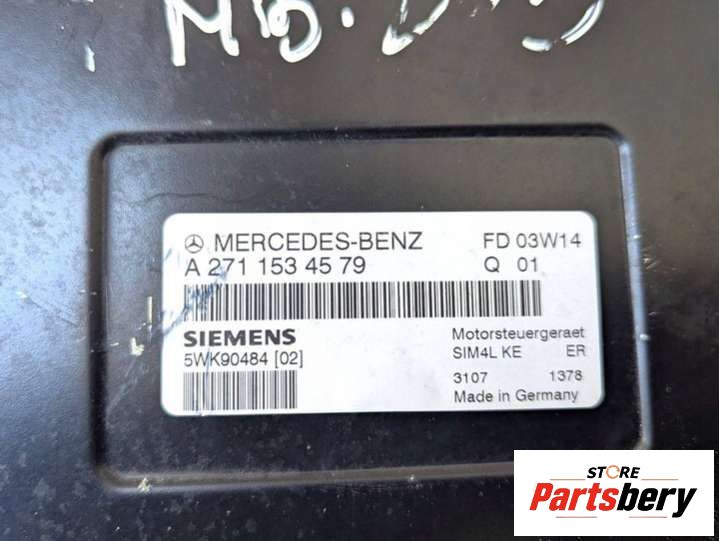 MERCEDES-BENZ FD 03W14
A 271 153 45 79 Q 01
SIEMENS Motorsteuergeraet
5WK90484 [02] SIM4L KE ER
3107 1378
Made in Germany
STORE
Partsbery